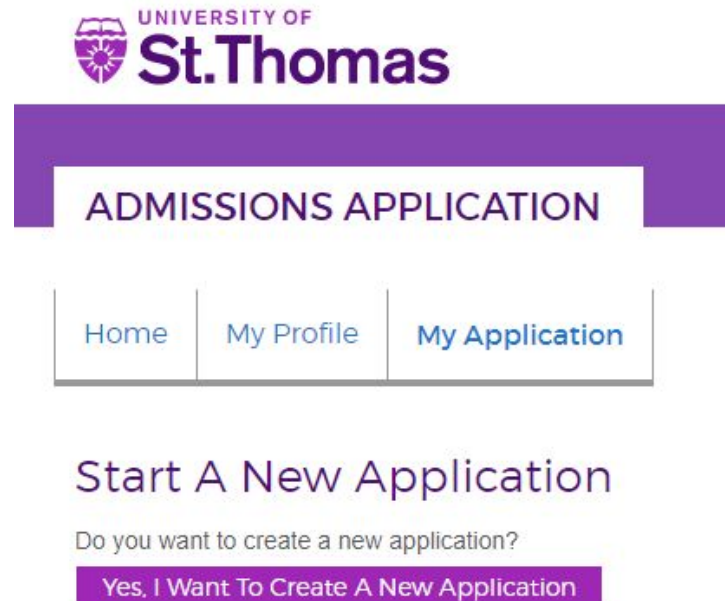 UNIVERSITY OF
St.Thomas
ADMISSIONS APPLICATION
Home My Profile My Application
Start A New Application
Do you want to create a new application?
Yes, I Want To Create A New Application